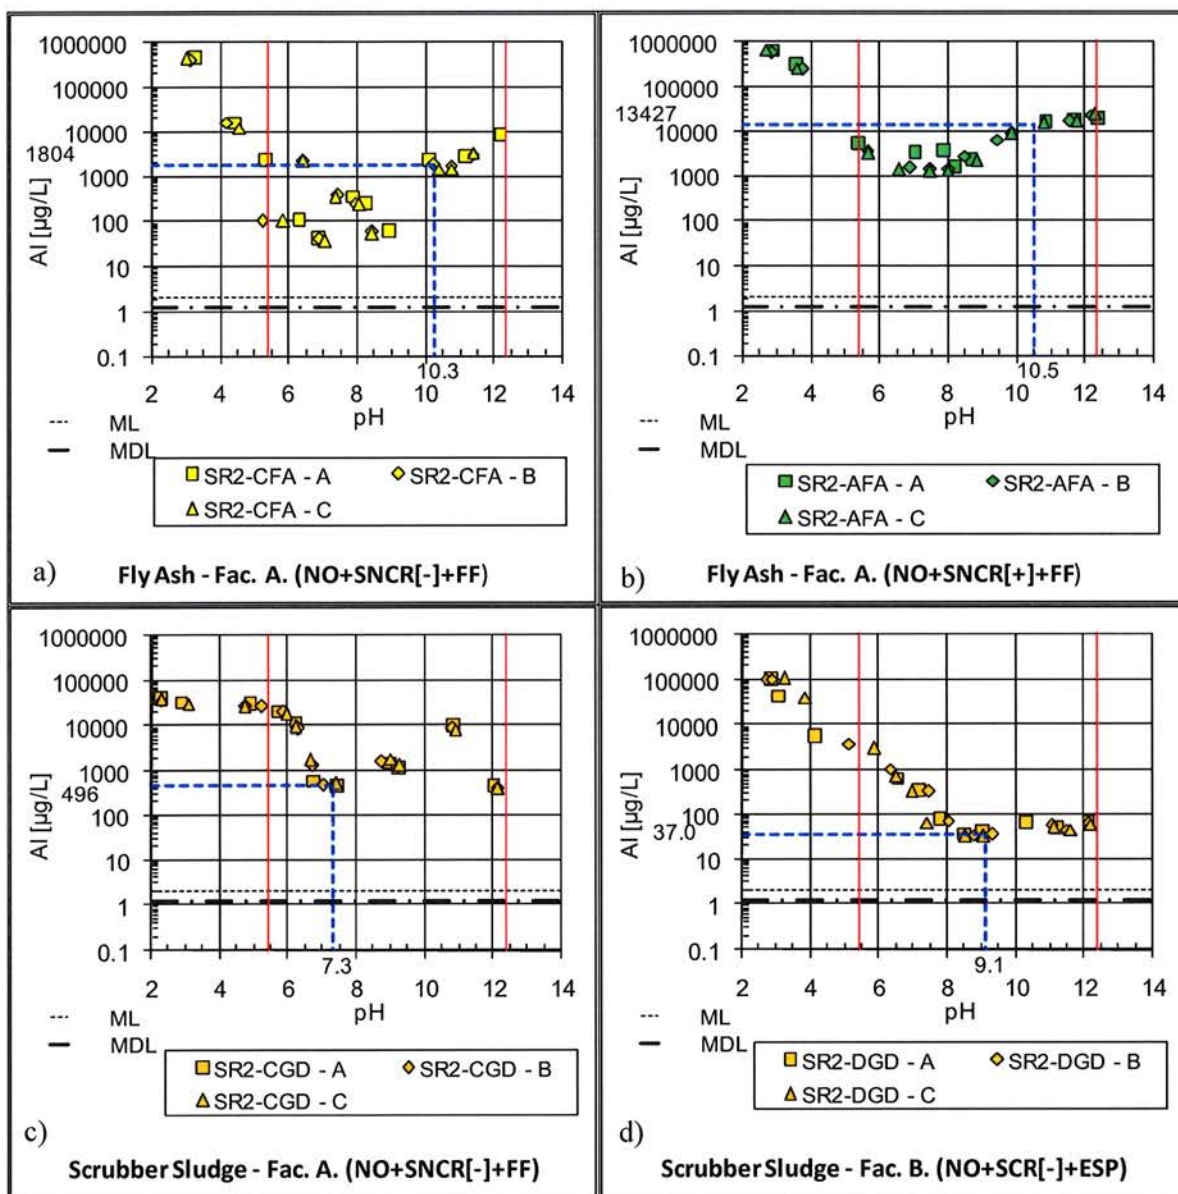 1000000
100000
10000
1804
1000
100
10
1
0.1
Al [µg/L]
10.3
2 4 6 8 10 12 14
pH
ML
MDL
SR2-CFA - A
SR2-CFA - B
SR2-CFA - C
a) Fly Ash - Fac. A. (NO+SNCR[-]+FF)
1000000
100000
13427
10000
1000
100
10
1
0.1
Al [µg/L]
10.5
2 4 6 8 10 12 14
pH
ML
MDL
SR2-AFA - A
SR2-AFA - B
SR2-AFA - C
b) Fly Ash - Fac. A. (NO+SNCR[+]+FF)
1000000
100000
10000
1000
496
100
10
1
0.1
Al [µg/L]
7.3
2 4 6 8 10 12 14
pH
ML
MDL
SR2-CGD - A
SR2-CGD - B
SR2-CGD - C
c)
Scrubber Sludge - Fac. A. (NO+SNCR[-]+FF)
1000000
100000
10000
1000
100
37.0
10
1
0.1
Al [µg/L]
9.1
2 4 6 8 10 12 14
pH
ML
MDL
SR2-DGD - A
SR2-DGD - B
SR2-DGD - C
d)
Scrubber Sludge - Fac. B. (NO+SCR[-]+ESP)